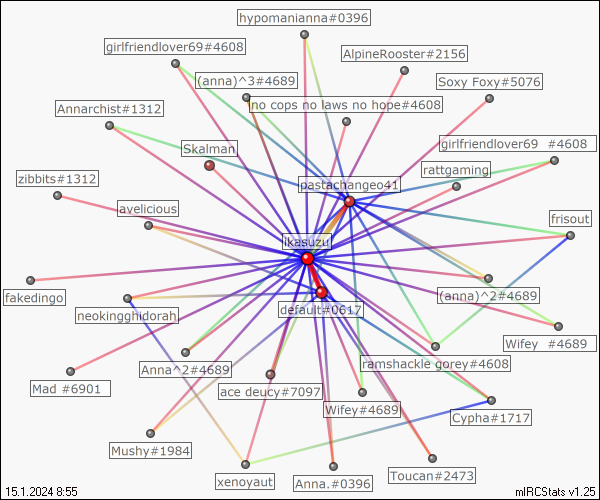 hypomanianna#0396
girlfriendlover69#4608
AlpineRooster#2156
(anna)^3#4689
Soxy Foxy#5076
no cops no laws no hope#4608
Annarchist#1312
Skalman
girlfriendlover69 #4608
rattgaming
zibbits#1312
pastachangeo41
avelicious
frisout
ikasuzu
fakedingo
(anna)^2#4689
neokingghidorah
default#0617
Wifey #4689
Anna^2#4689
ramshackle gorey#4608
Mad #6901
ace deucy#7097
Wifey#4689
Cypha#1717
Mushy#1984
xenoyaut
Anna.#0396
Toucan#2473
15.1.2024 8:55
mIRCStats v1.25